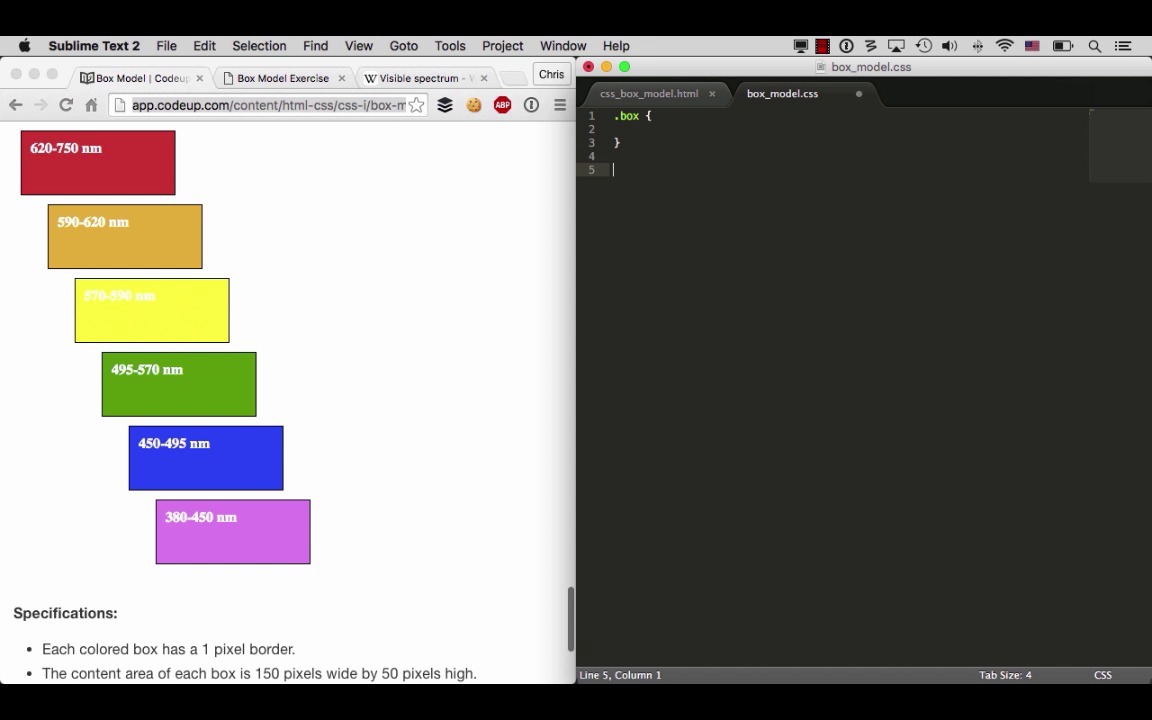 Sublime Text 2 File Edit Selection Find View Goto Tools Project Window Help
Box Model | Codeu
Box Model Exercise
Visible spectrum -
Chris
app.codeup.com/content/html-css/css-i/box-m
ABP
620-750 nm
590-620 nm
570-590 nm
495-570 nm
450-495 nm
380-450 nm
Specifications:
Each colored box has a 1 pixel border.
The content area of each box is 150 pixels wide by 50 pixels high.
box_model.css
css_box_model.html
box_model.css
1 .box {
2
3 }
4
5
Line 5, Column 1
Tab Size: 4
CSS